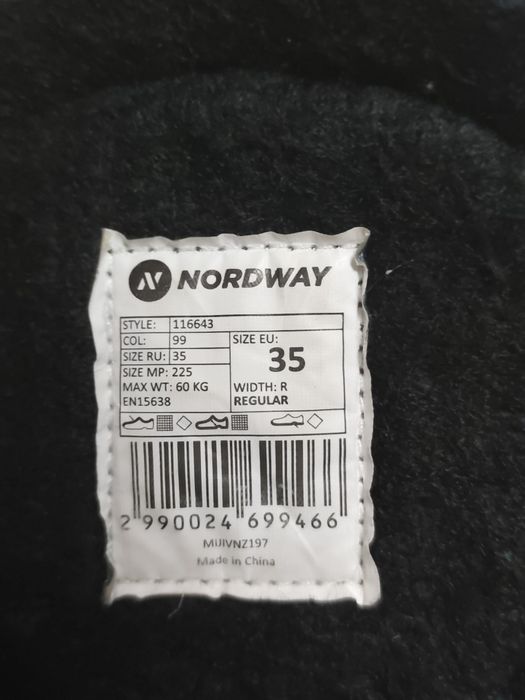 NORDWAY
STYLE: 116643
COL: 99
SIZE RU: 35
SIZE MP: 225
MAX WT: 60 KG
EN15638
SIZE EU:
35
WIDTH: R
REGULAR
2 990024 699466
MUIVNZ197
Made in China